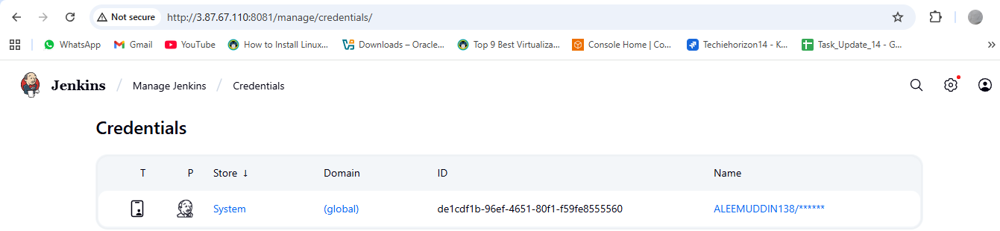 Not secure http://3.87.67.110:8081/manage/credentials/
WhatsApp Gmail YouTube How to Install Linux... Downloads – Oracle... Top 9 Best Virtualiza... Console Home | Co... Techiehorizon14 - K... Task_Update_14 - G... »
Jenkins / Manage Jenkins / Credentials
Credentials
T P Store ↓ Domain ID Name
System (global) de1cdf1b-96ef-4651-80f1-f59fe8555560 ALEEMUDDIN138/******